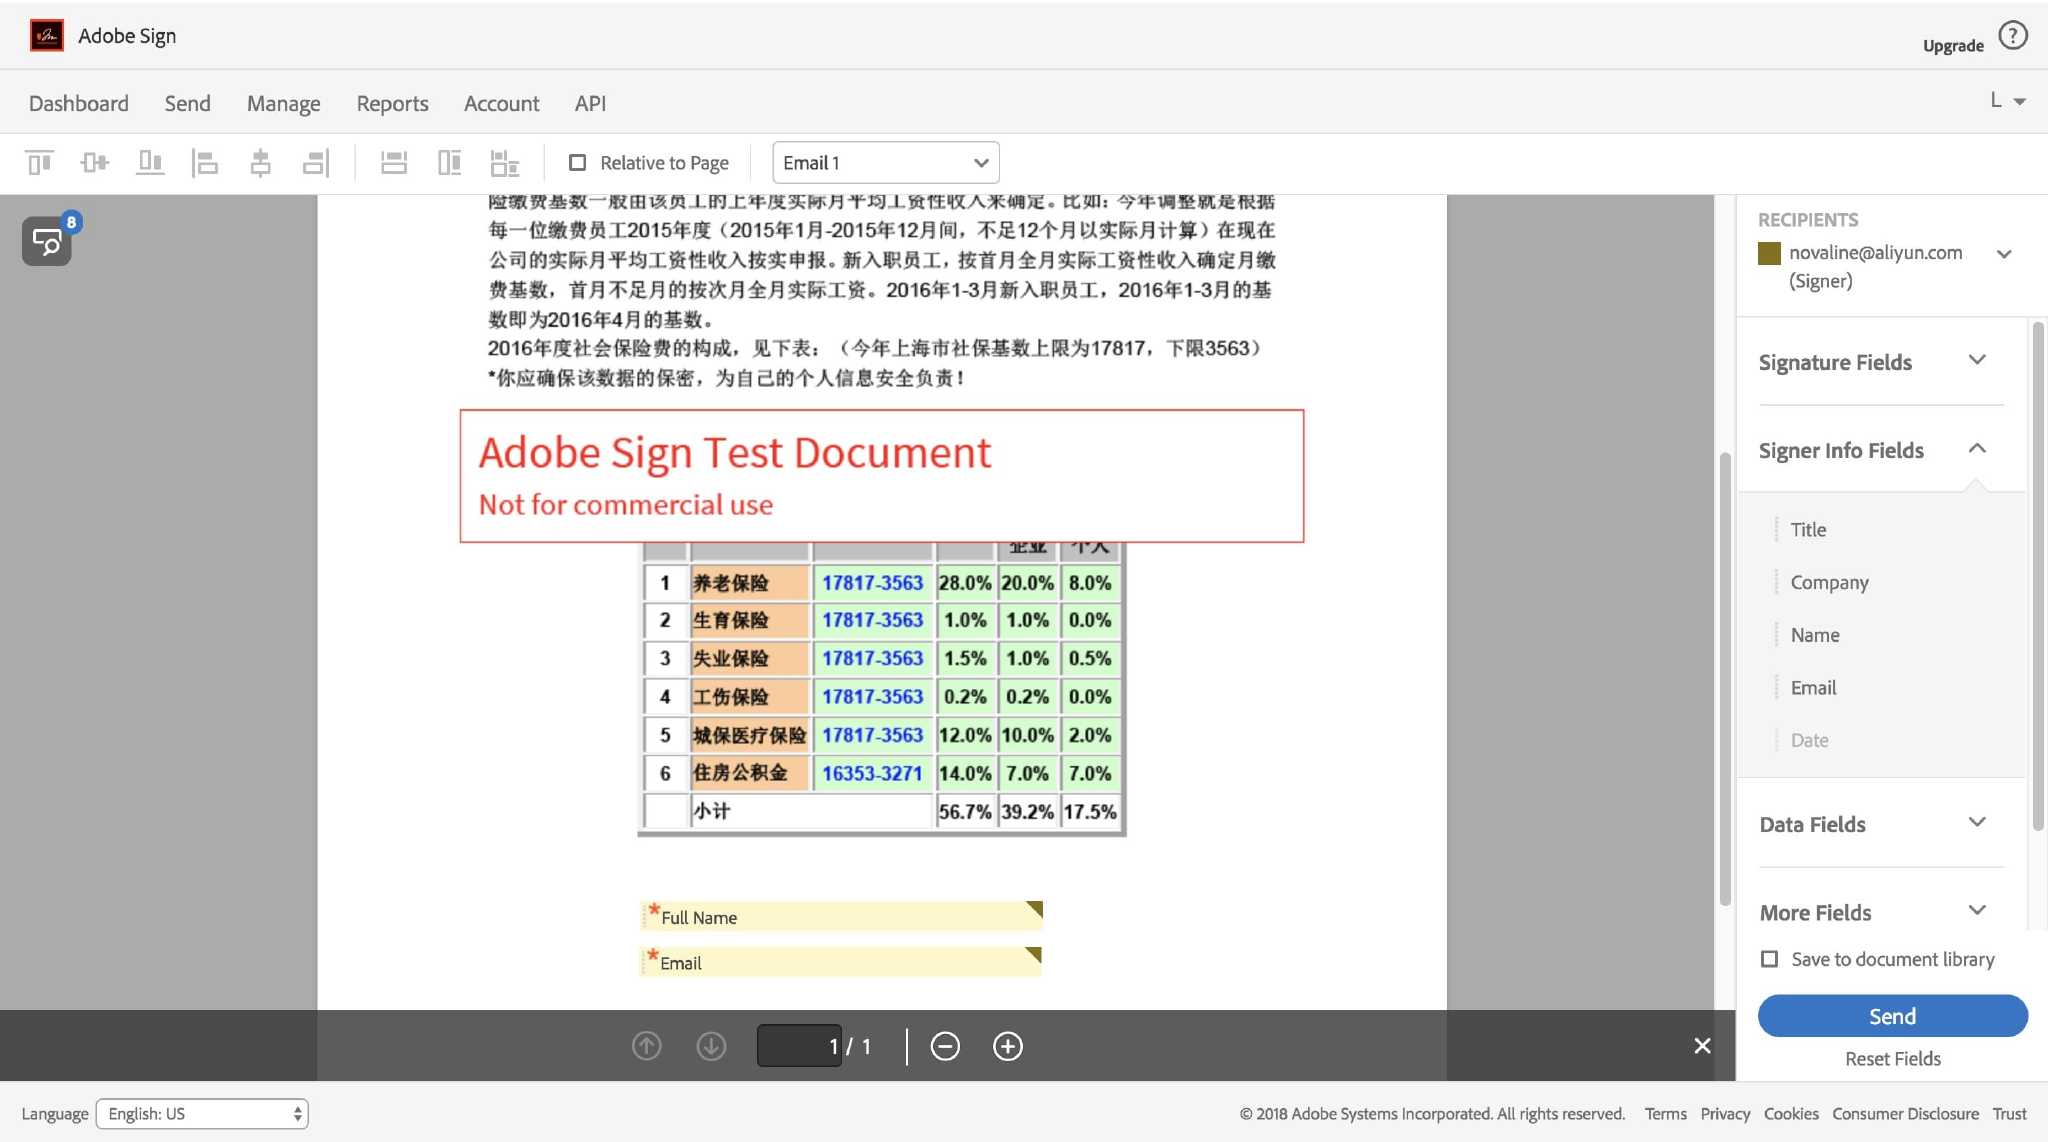 Adobe Sign
Upgrade ?
Dashboard Send Manage Reports Account API
L
Relative to Page Email 1
8
险缴费基数一般由该员工的上年度实际月平均工资性收入来确定。比如：今年调整就是根据
每一位缴费员工2015年度（2015年1月-2015年12月间，不足12个月以实际月计算）在现在
公司的实际月平均工资性收入按实申报。新入职员工，按首月全月实际工资性收入确定月缴
费基数，首月不足月的按次月全月实际工资。2016年1-3月新入职员工，2016年1-3月的基
数即为2016年4月的基数。
2016年度社会保险费的构成，见下表：（今年上海市社保基数上限为17817，下限3563）
*你应确保该数据的保密，为自己的个人信息安全负责！
Adobe Sign Test Document
Not for commercial use
企业 个人
1 养老保险 17817-3563 28.0% 20.0% 8.0%
2 生育保险 17817-3563 1.0% 1.0% 0.0%
3 失业保险 17817-3563 1.5% 1.0% 0.5%
4 工伤保险 17817-3563 0.2% 0.2% 0.0%
5 城保医疗保险 17817-3563 12.0% 10.0% 2.0%
6 住房公积金 16353-3271 14.0% 7.0% 7.0%
小计 56.7% 39.2% 17.5%
*Full Name
*Email
1 / 1
RECIPIENTS
novaline@aliyun.com
(Signer)
Signature Fields
Signer Info Fields
Title
Company
Name
Email
Date
Data Fields
More Fields
Save to document library
Send
Reset Fields
Language English: US
© 2018 Adobe Systems Incorporated. All rights reserved. Terms Privacy Cookies Consumer Disclosure Trust